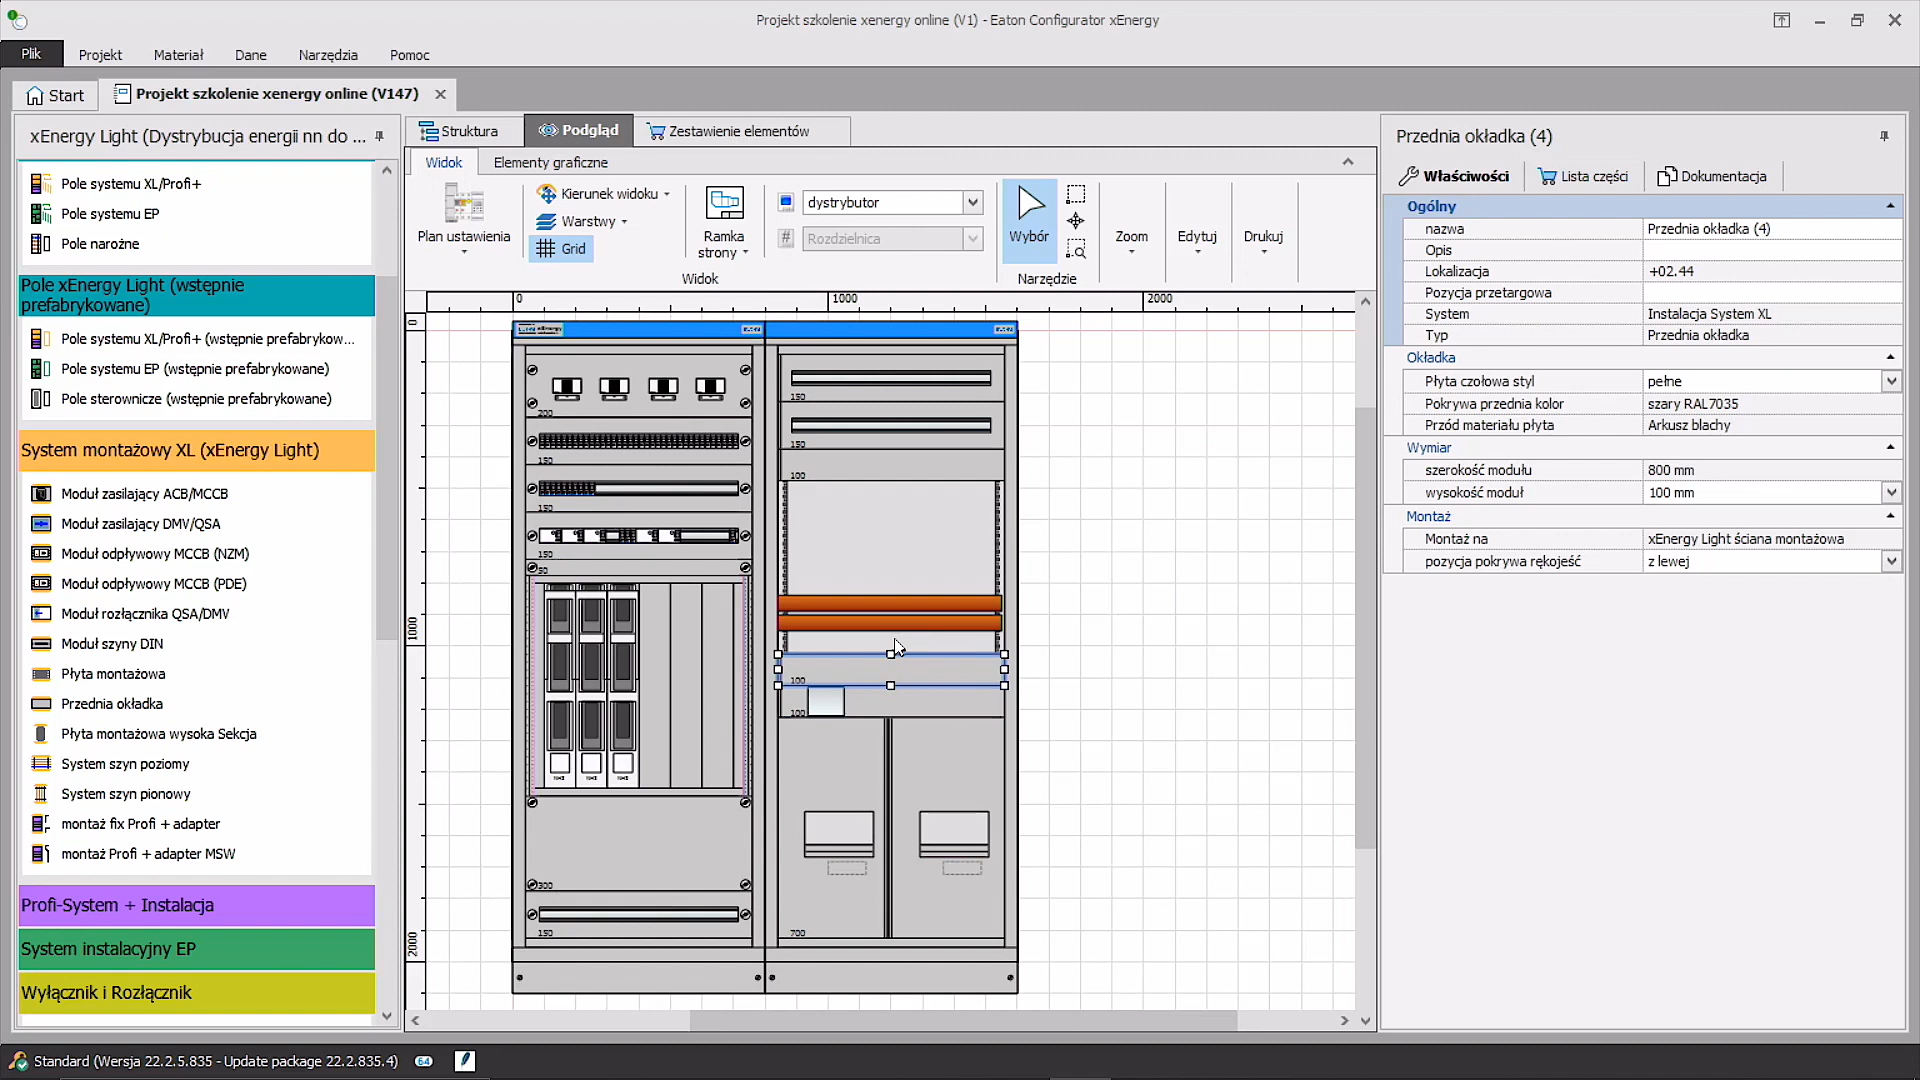 Projekt szkolenie xenergy online (V1) - Eaton Configurator xEnergy
Plik
Projekt
Materiał
Dane
Narzędzia
Pomoc
Start
Projekt szkolenie xenergy online (V147)
xEnergy Light (Dystrybucja energii nn do ...
Pole systemu XL/Profi+
Pole systemu EP
Pole narożne
Pole xEnergy Light (wstępnie
prefabrykowane)
Pole systemu XL/Profi+ (wstępnie prefabrykow...
Pole systemu EP (wstępnie prefabrykowane)
Pole sterownicze (wstępnie prefabrykowane)
System montażowy XL (xEnergy Light)
Moduł zasilający ACB/MCCB
Moduł zasilający DMV/QSA
Moduł odpływowy MCCB (NZM)
Moduł odpływowy MCCB (PDE)
Moduł rozłącznika QSA/DMV
Moduł szyny DIN
Płyta montażowa
Przednia okładka
Płyta montażowa wysoka Sekcja
System szyn poziomy
System szyn pionowy
montaż fix Profi + adapter
montaż Profi + adapter MSW
Profi-System + Instalacja
System instalacyjny EP
Wyłącznik i Rozłącznik
Struktura
Podgląd
Zestawienie elementów
Widok
Elementy graficzne
Plan ustawienia
Kierunek widoku
Warstwy
Grid
Ramka
strony
dystrybutor
#
Rozdzielnica
Widok
Wybór
Narzędzie
Zoom
Edytuj
Drukuj
0
1000
2000
0
1000
2000
200
150
150
150
50
300
150
150
150
100
100
100
700
Przednia okładka (4)
Właściwości
Lista części
Dokumentacja
Ogólny
nazwa
Przednia okładka (4)
Opis
Lokalizacja
+02.44
Pozycja przetargowa
System
Instalacja System XL
Typ
Przednia okładka
Okładka
Płyta czołowa styl
pełne
Pokrywa przednia kolor
szary RAL7035
Przód materiału płyta
Arkusz blachy
Wymiar
szerokość modułu
800 mm
wysokość moduł
100 mm
Montaż
Montaż na
xEnergy Light ściana montażowa
pozycja pokrywa rękojeść
z lewej
Standard (Wersja 22.2.5.835 - Update package 22.2.835.4)
64